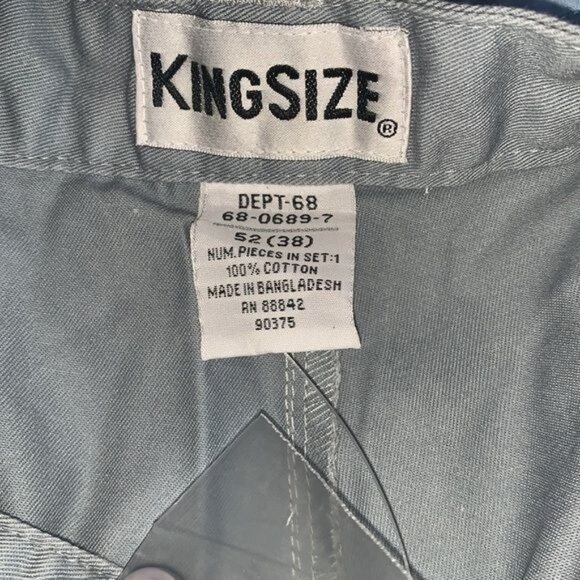 KINGSIZE®
DEPT-68
68-0689-7
52 (38)
NUM. PIECES IN SET:1
100% COTTON
MADE IN BANGLADESH
RN 88842
90375